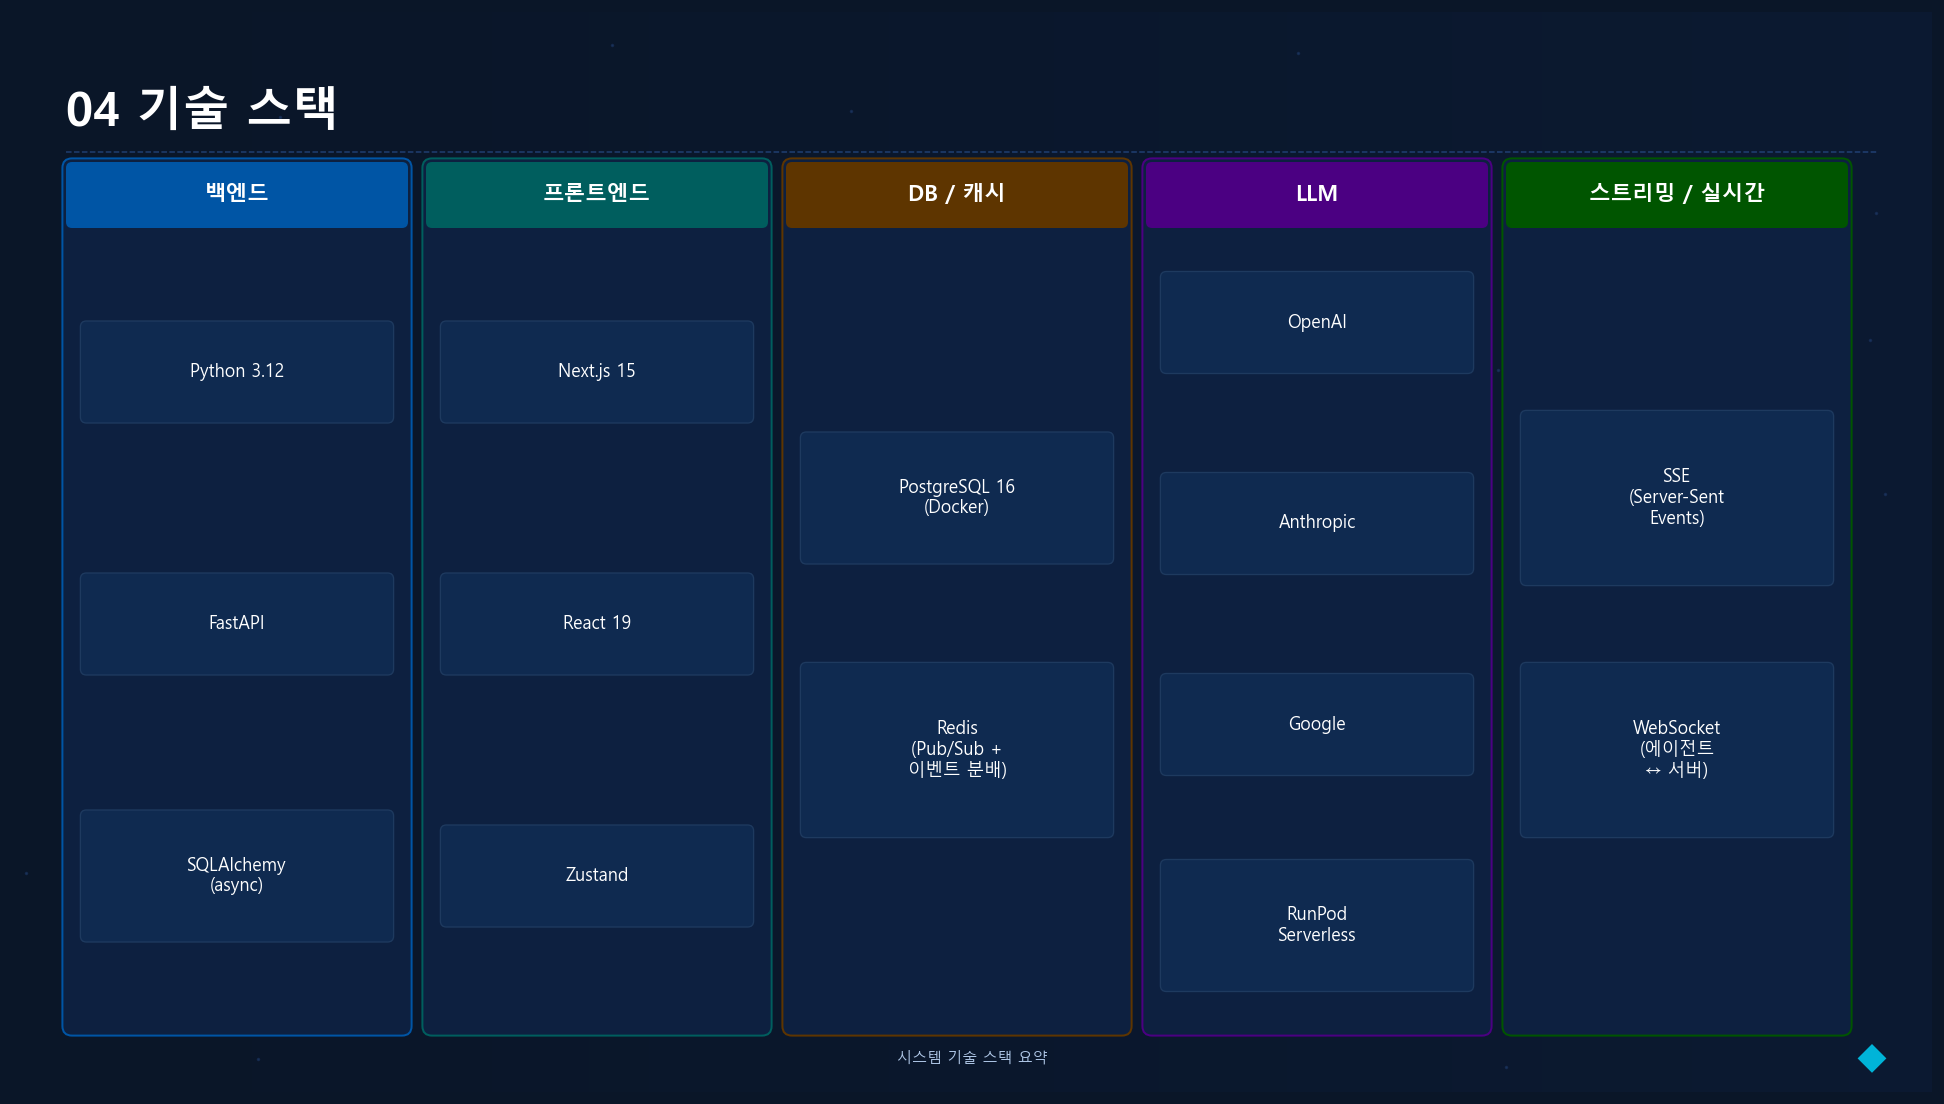 04 기술 스택
백엔드
Python 3.12
FastAPI
SQLAlchemy
(async)
프론트엔드
Next.js 15
React 19
Zustand
DB / 캐시
PostgreSQL 16
(Docker)
Redis
(Pub/Sub +
이벤트 분배)
LLM
OpenAI
Anthropic
Google
RunPod
Serverless
스트리밍 / 실시간
SSE
(Server-Sent
Events)
WebSocket
(에이전트
↔ 서버)
시스템 기술 스택 요약